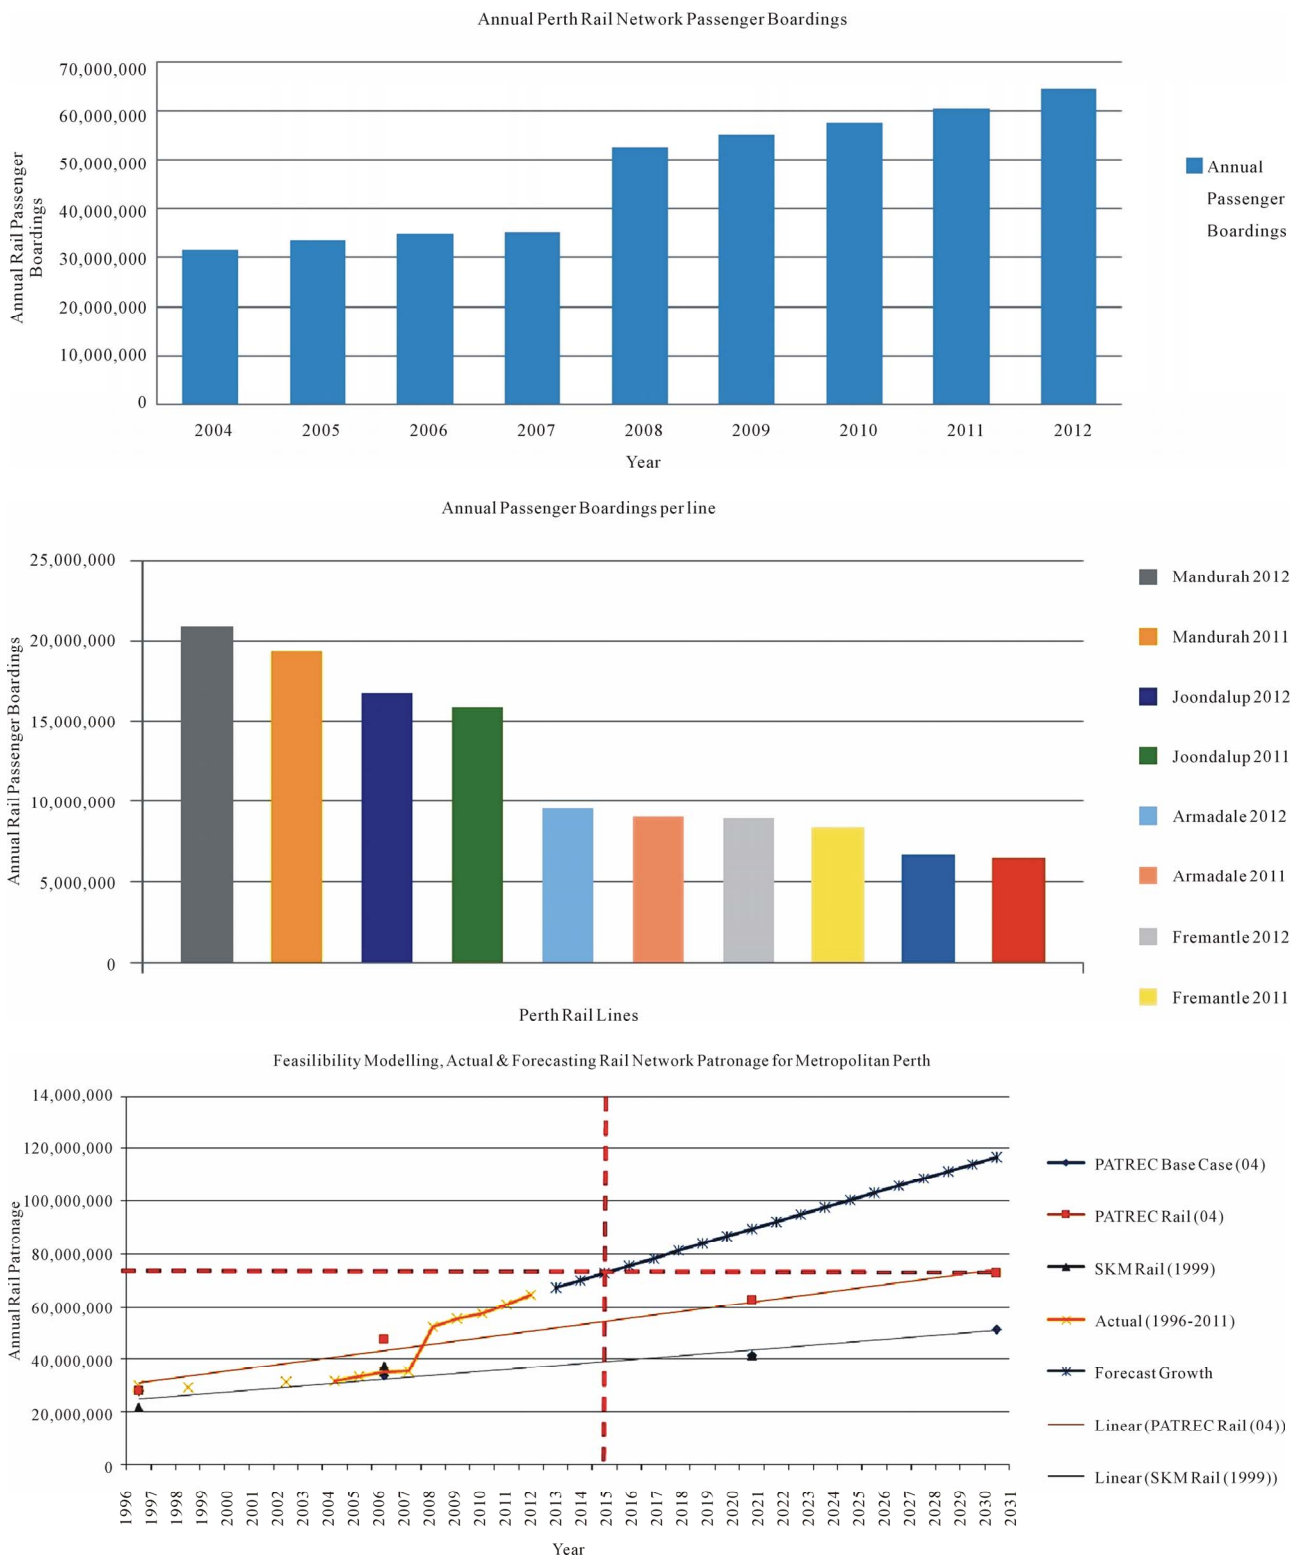 Annual Perth Rail Network Passenger Boardings
70,000,000
60,000,000
50,000,000
40,000,000
30,000,000
20,000,000
10,000,000
0
Annual Rail Passenger
Boardings
2004 2005 2006 2007 2008 2009 2010 2011 2012
Year
Annual
Passenger
Boardings
Annual Passenger Boardings per line
25,000,000
20,000,000
15,000,000
10,000,000
5,000,000
0
Annual Rail Passenger Boardings
Perth Rail Lines
Mandurah 2012
Mandurah 2011
Joondalup 2012
Joondalup 2011
Armadale 2012
Armadale 2011
Fremantle 2012
Fremantle 2011
Feasilibility Modelling, Actual & Forecasting Rail Network Patronage for Metropolitan Perth
14,000,000
120,000,000
100,000,000
80,000,000
60,000,000
40,000,000
20,000,000
0
Annual Rail Patronage
1996 1997 1998 1999 2000 2001 2002 2003 2004 2005 2006 2007 2008 2009 2010 2011 2012 2013 2014 2015 2016 2017 2018 2019 2020 2021 2022 2023 2024 2025 2026 2027 2028 2029 2030 2031
Year
PATREC Base Case (04)
PATREC Rail (04)
SKM Rail (1999)
Actual (1996-2011)
Forecast Growth
Linear (PATREC Rail (04))
Linear (SKM Rail (1999))